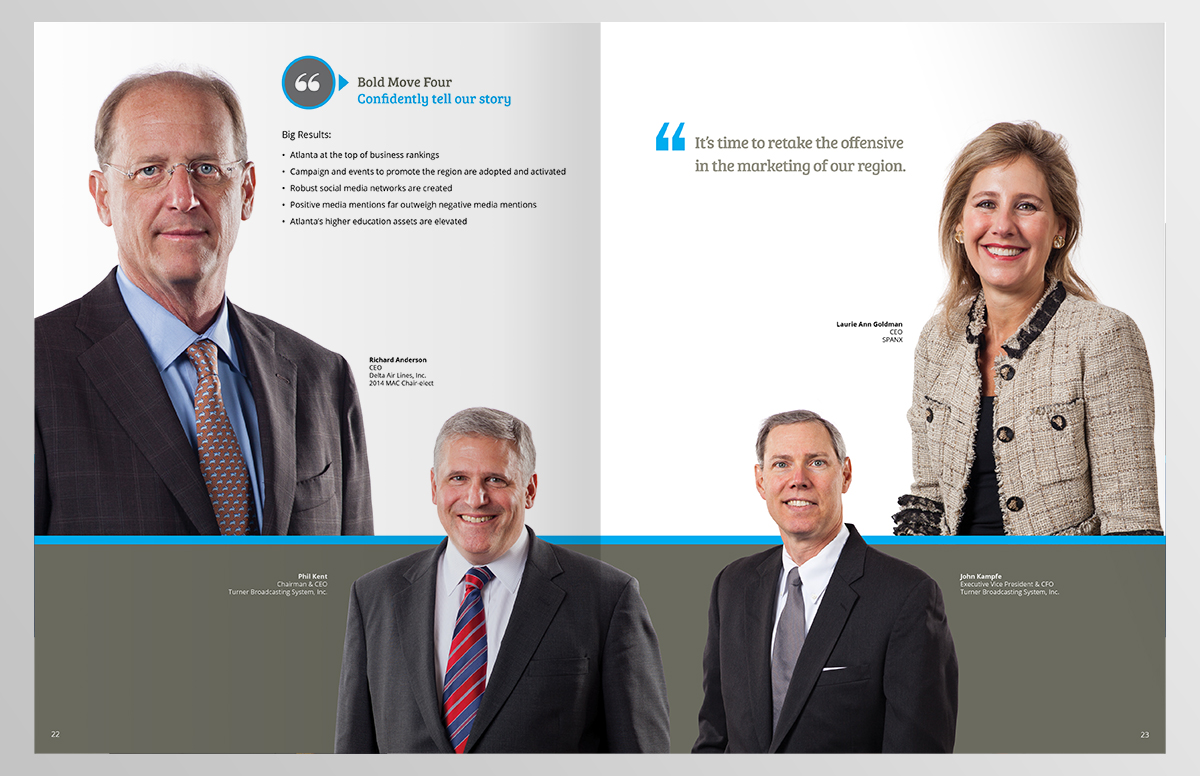 Bold Move Four
Confidently tell our story
Big Results:
• Atlanta at the top of business rankings
• Campaign and events to promote the region are adopted and activated
• Robust social media networks are created
• Positive media mentions far outweigh negative media mentions
• Atlanta's higher education assets are elevated
Richard Anderson
CEO
Delta Air Lines, Inc.
2014 MAC Chair-elect
Phil Kent
Chairman & CEO
Turner Broadcasting System, Inc.
22
“It’s time to retake the offensive
in the marketing of our region.
Laurie Ann Goldman
CEO
SPANX
John Kampfe
Executive Vice President & CFO
Turner Broadcasting System, Inc.
23